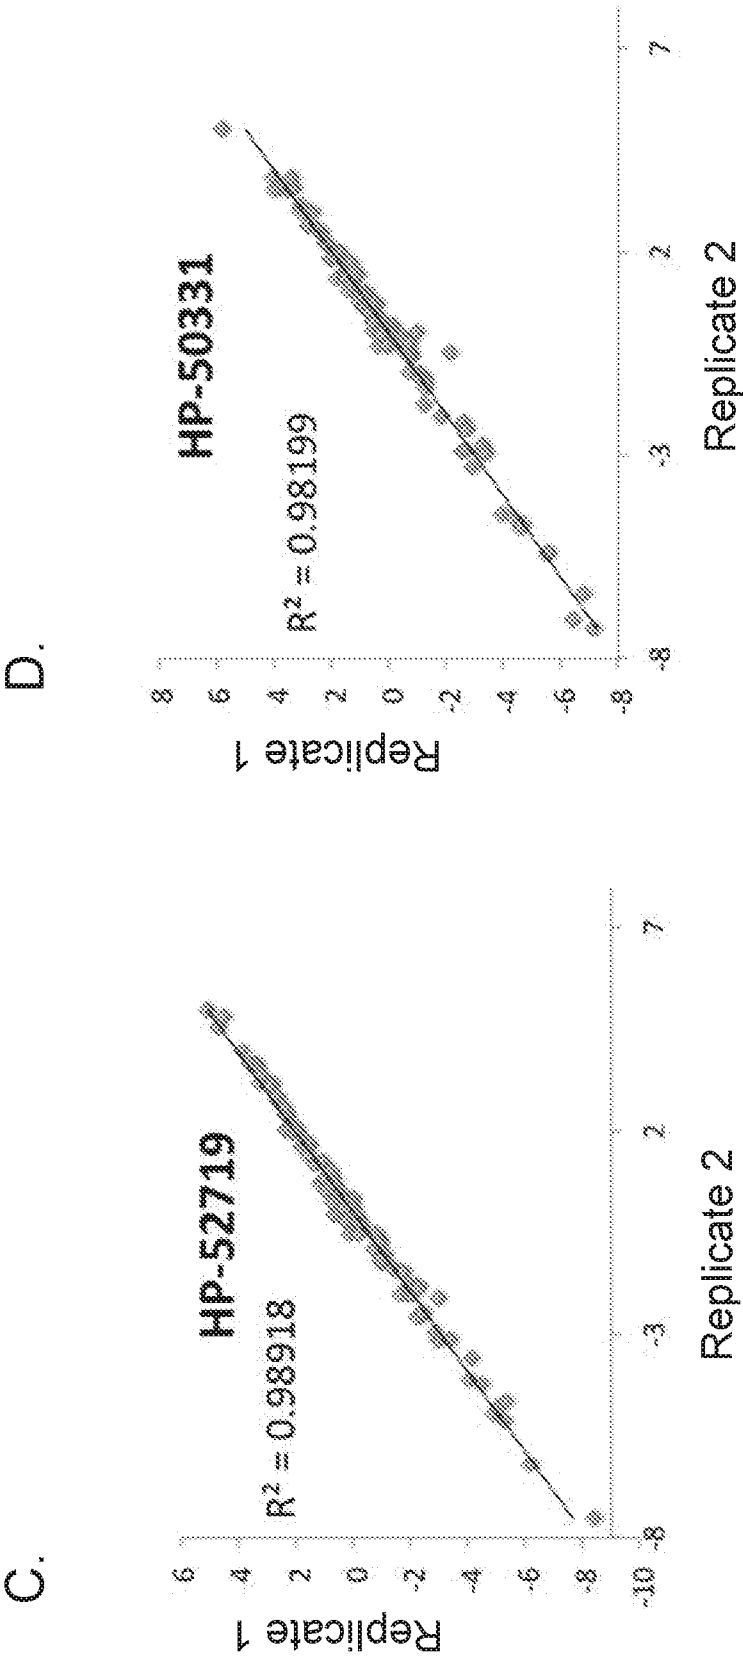 C.
HP-52719
R² = 0.98918
Replicate 1
6
4
2
0
-2
-4
-6
-8
-10
-8
-3
2
7
Replicate 2
D.
HP-50331
R² = 0.98199
Replicate 1
8
6
4
2
0
-2
-4
-6
-8
-8
-3
2
7
Replicate 2